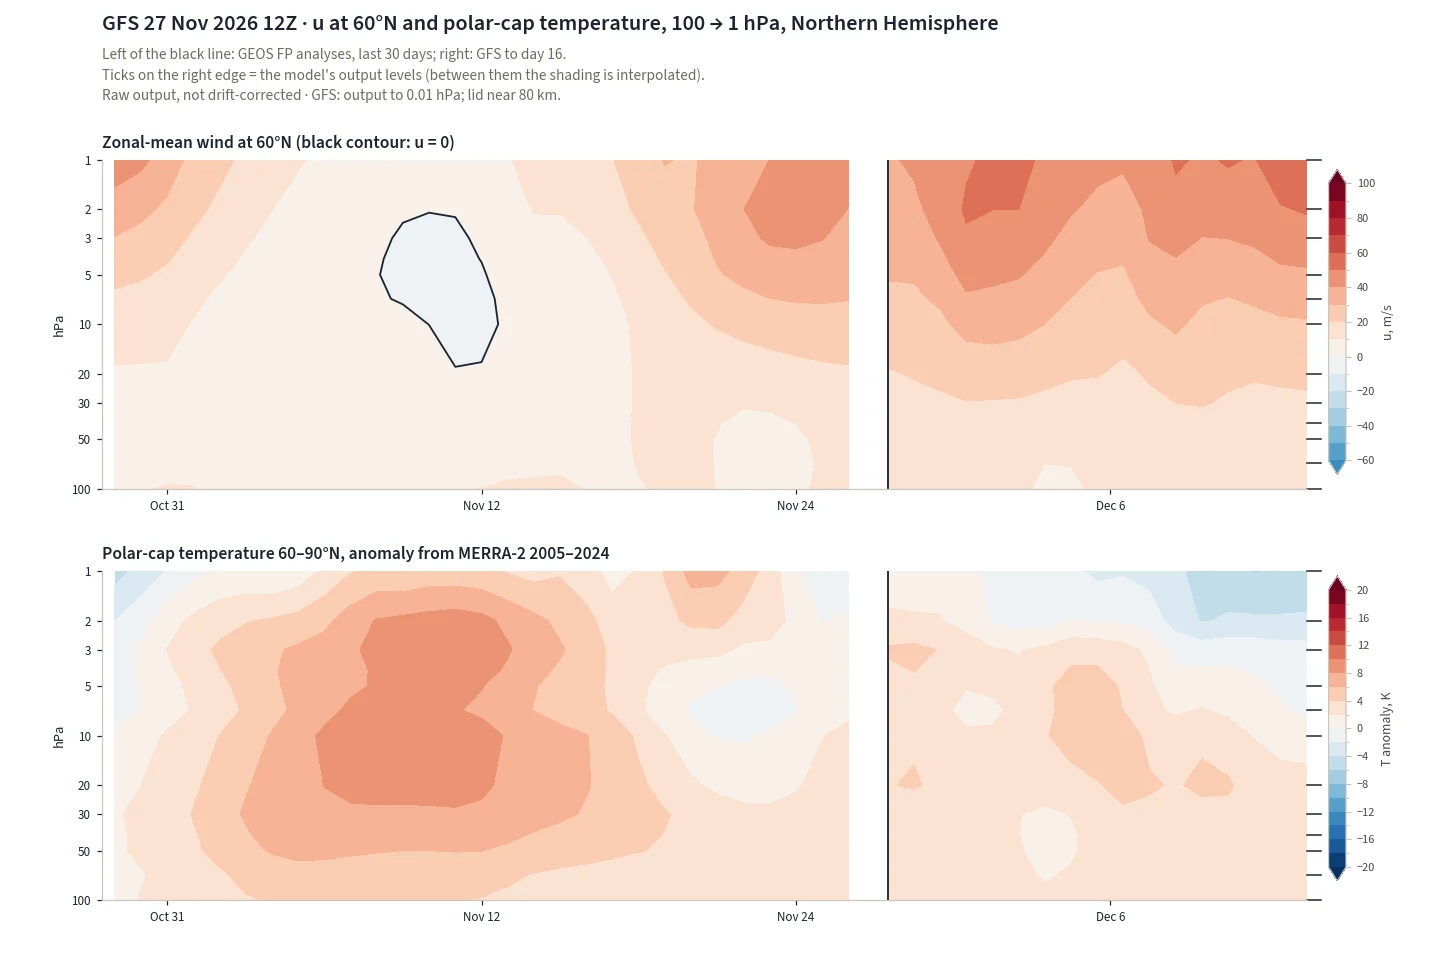 GFS 27 Nov 2026 12Z · u at 60°N and polar-cap temperature, 100 → 1 hPa, Northern Hemisphere
Left of the black line: GEOS FP analyses, last 30 days; right: GFS to day 16.
Ticks on the right edge = the model's output levels (between them the shading is interpolated).
Raw output, not drift-corrected · GFS: output to 0.01 hPa; lid near 80 km.
Zonal-mean wind at 60°N (black contour: u = 0)
1
2
3
5
10
20
30
50
100
hPa
Oct 31
Nov 12
Nov 24
Dec 6
100
80
60
40
20
0
−20
−40
−60
u, m/s
Polar-cap temperature 60–90°N, anomaly from MERRA-2 2005–2024
1
2
3
5
10
20
30
50
100
hPa
Oct 31
Nov 12
Nov 24
Dec 6
20
16
12
8
4
0
−4
−8
−12
−16
−20
T anomaly, K